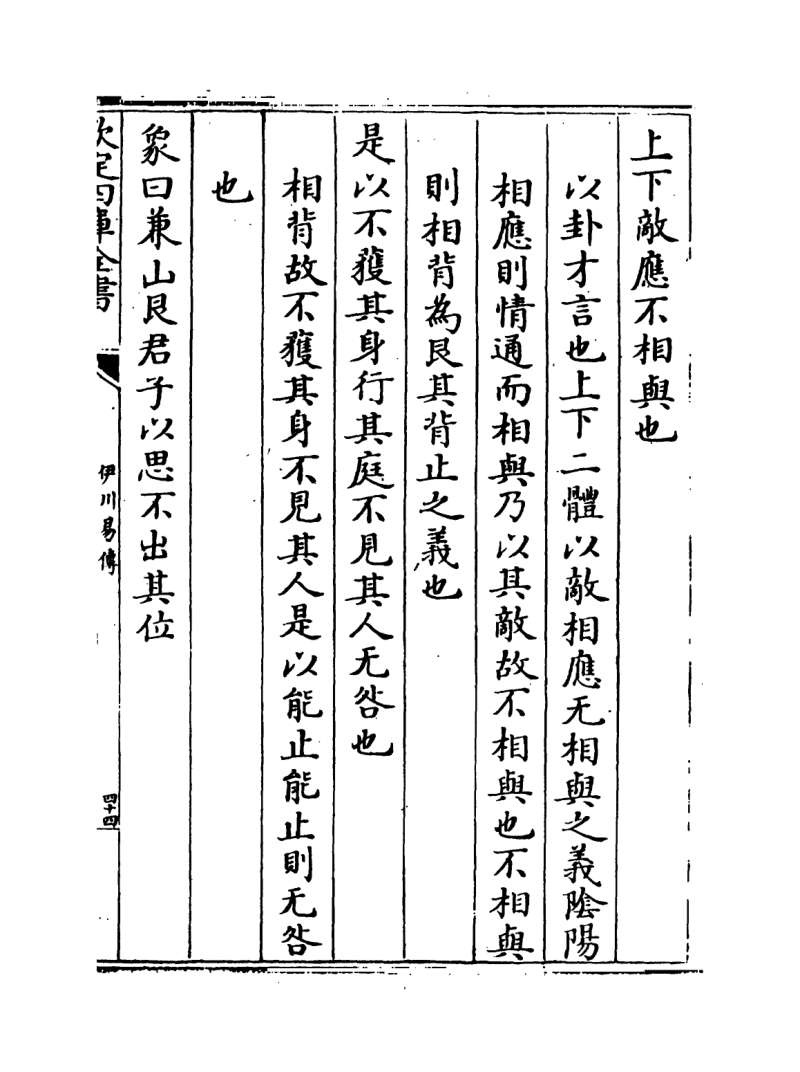 上下敵應不相與也
以卦才言也上下二體以敵相應无相與之義陰陽
相應則情通而相與乃以其敵故不相與也不相與
則相背為艮其背止之義也
是以不獲其身行其庭不見其人无咎也
相背故不獲其身不見其人是以能止能止則无咎
也
象曰兼山艮君子以思不出其位
欽定四庫全書
伊川易傳
四十四